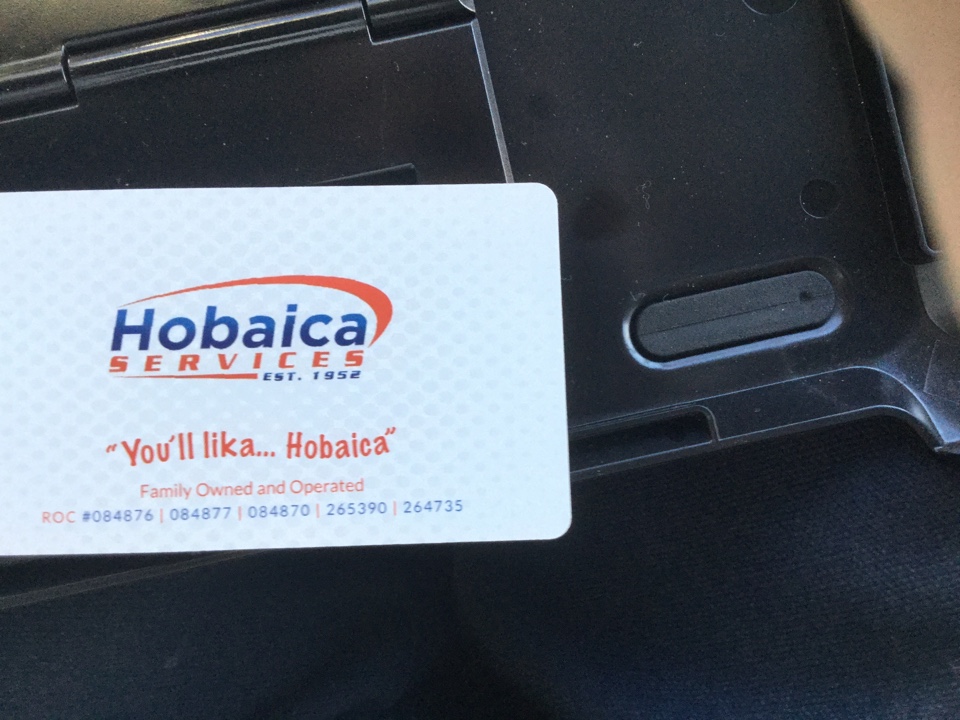 Hobaica
SERVICES
EST. 1952
"You'll lika... Hobaica"
Family Owned and Operated
ROC #084876 | 084877 | 084870 | 265390 | 264735